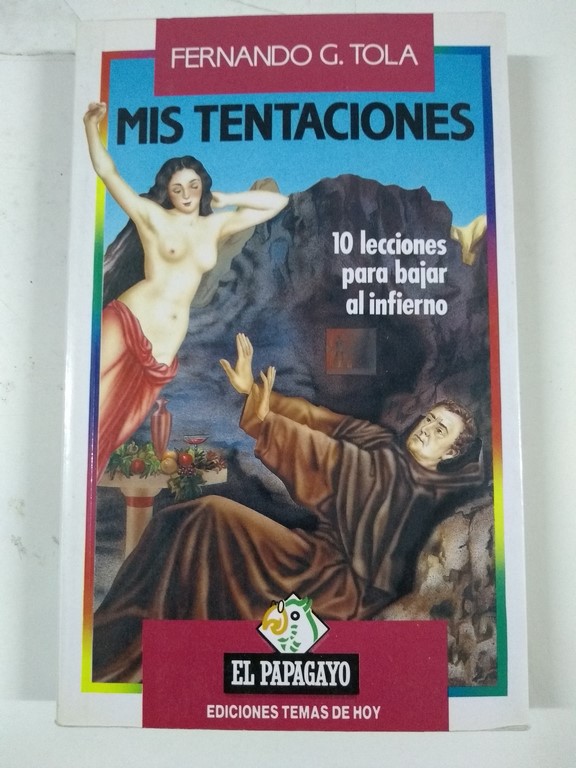 FERNANDO G. TOLA
MIS TENTACIONES
10 lecciones
para bajar
al infierno
EL PAPAGAYO
EDICIONES TEMAS DE HOY